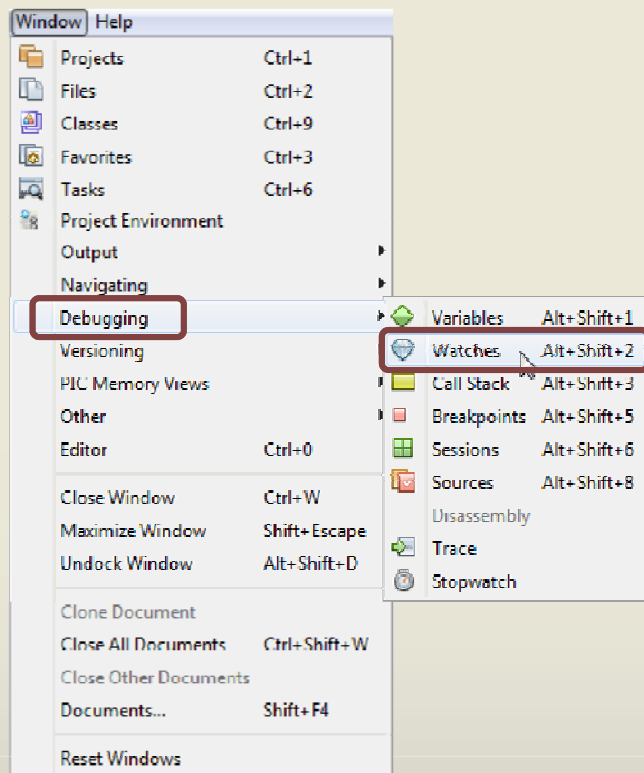 Window Help
Projects Ctrl+1
Files Ctrl+2
Classes Ctrl+9
Favorites Ctrl+3
Tasks Ctrl+6
Project Environment
Output
Navigating
Debugging
Versioning
PIC Memory Views
Other
Editor Ctrl+0
Close Window Ctrl+W
Maximize Window Shift+Escape
Undock Window Alt+Shift+D
Clone Document
Close All Documents Ctrl+Shift+W
Close Other Documents
Documents... Shift+F4
Reset Windows
Variables Alt+Shift+1
Watches Alt+Shift+2
Call Stack Alt+Shift+3
Breakpoints Alt+Shift+5
Sessions Alt+Shift+6
Sources Alt+Shift+8
Disassembly
Trace
Stopwatch